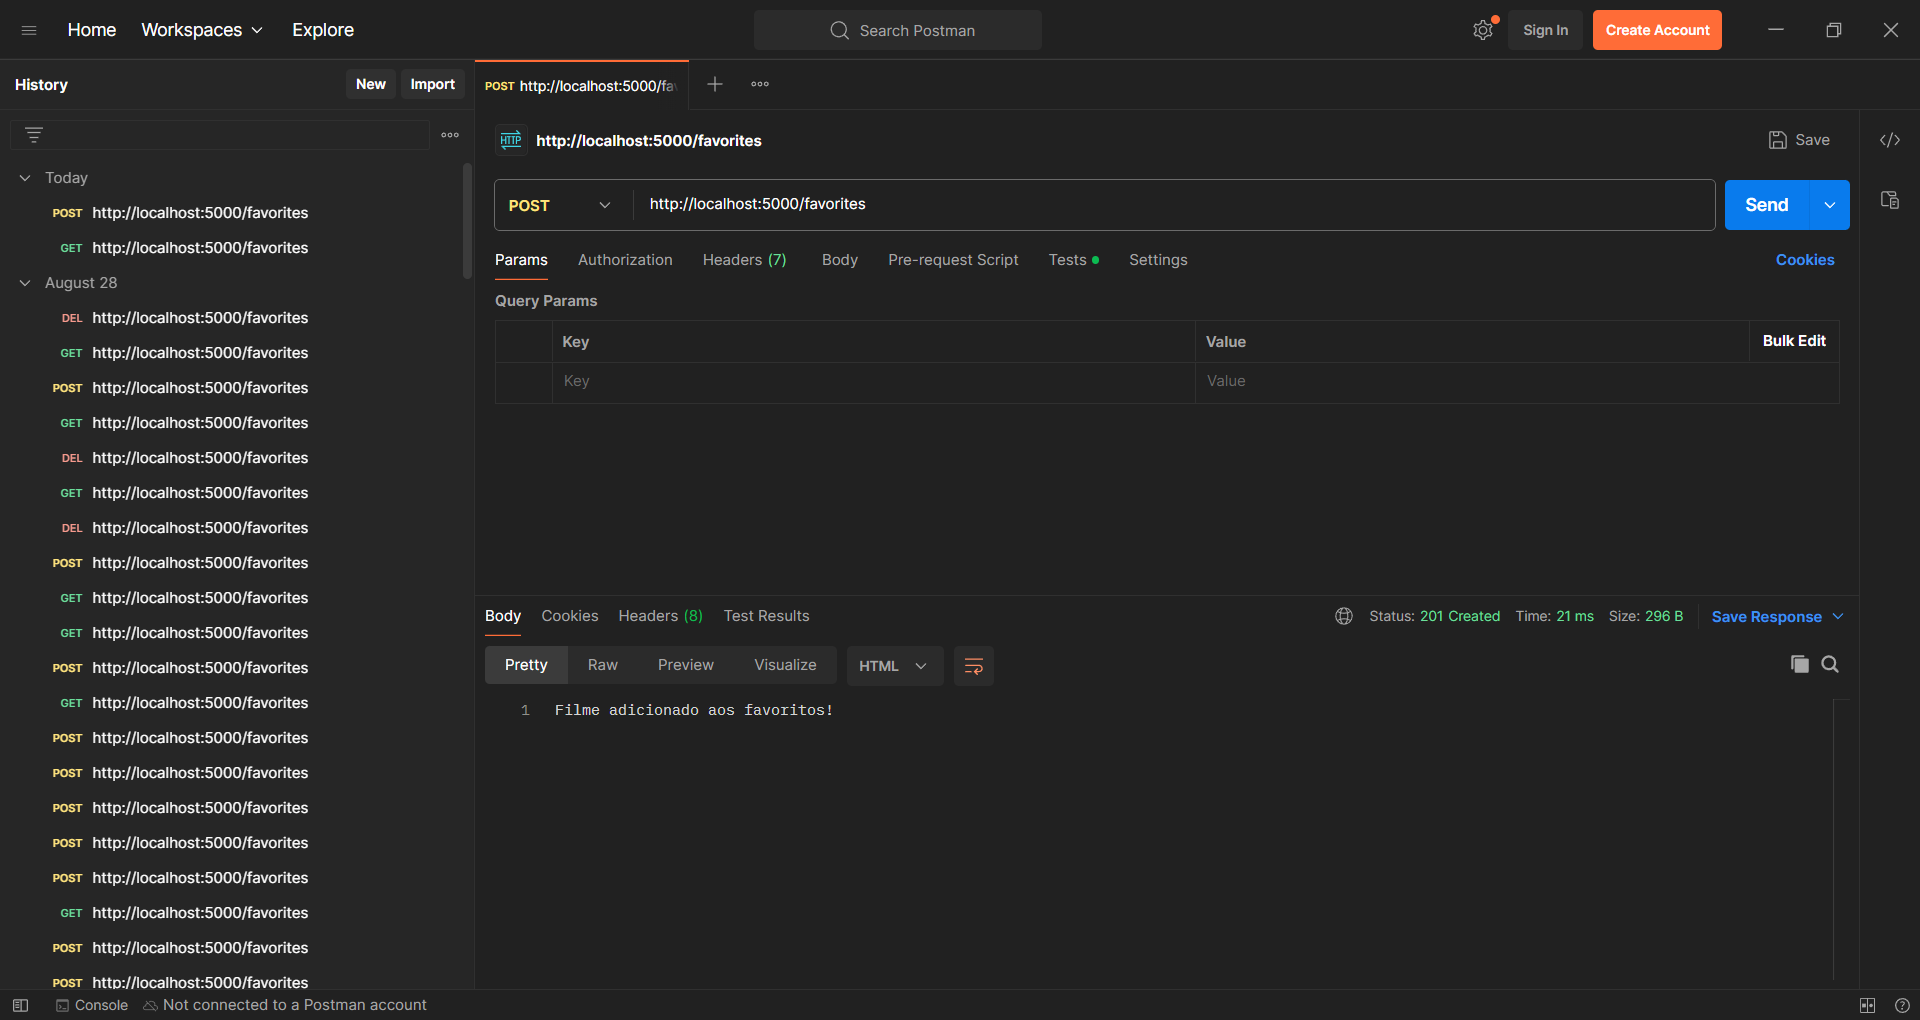 Home Workspaces Explore Search Postman Sign In Create Account
History New Import
POST http://localhost:5000/fa
HTTP http://localhost:5000/favorites Save
Today
POST http://localhost:5000/favorites
GET http://localhost:5000/favorites
August 28
DEL http://localhost:5000/favorites
GET http://localhost:5000/favorites
POST http://localhost:5000/favorites
GET http://localhost:5000/favorites
DEL http://localhost:5000/favorites
GET http://localhost:5000/favorites
DEL http://localhost:5000/favorites
POST http://localhost:5000/favorites
GET http://localhost:5000/favorites
GET http://localhost:5000/favorites
POST http://localhost:5000/favorites
GET http://localhost:5000/favorites
POST http://localhost:5000/favorites
POST http://localhost:5000/favorites
POST http://localhost:5000/favorites
POST http://localhost:5000/favorites
POST http://localhost:5000/favorites
GET http://localhost:5000/favorites
POST http://localhost:5000/favorites
POST http://localhost:5000/favorites
POST http://localhost:5000/favorites Send
Params Authorization Headers (7) Body Pre-request Script Tests Settings Cookies
Query Params
Key Value Bulk Edit
Key Value
Body Cookies Headers (8) Test Results Status: 201 Created Time: 21 ms Size: 296 B Save Response
Pretty Raw Preview Visualize HTML
1 Filme adicionado aos favoritos!
Console Not connected to a Postman account